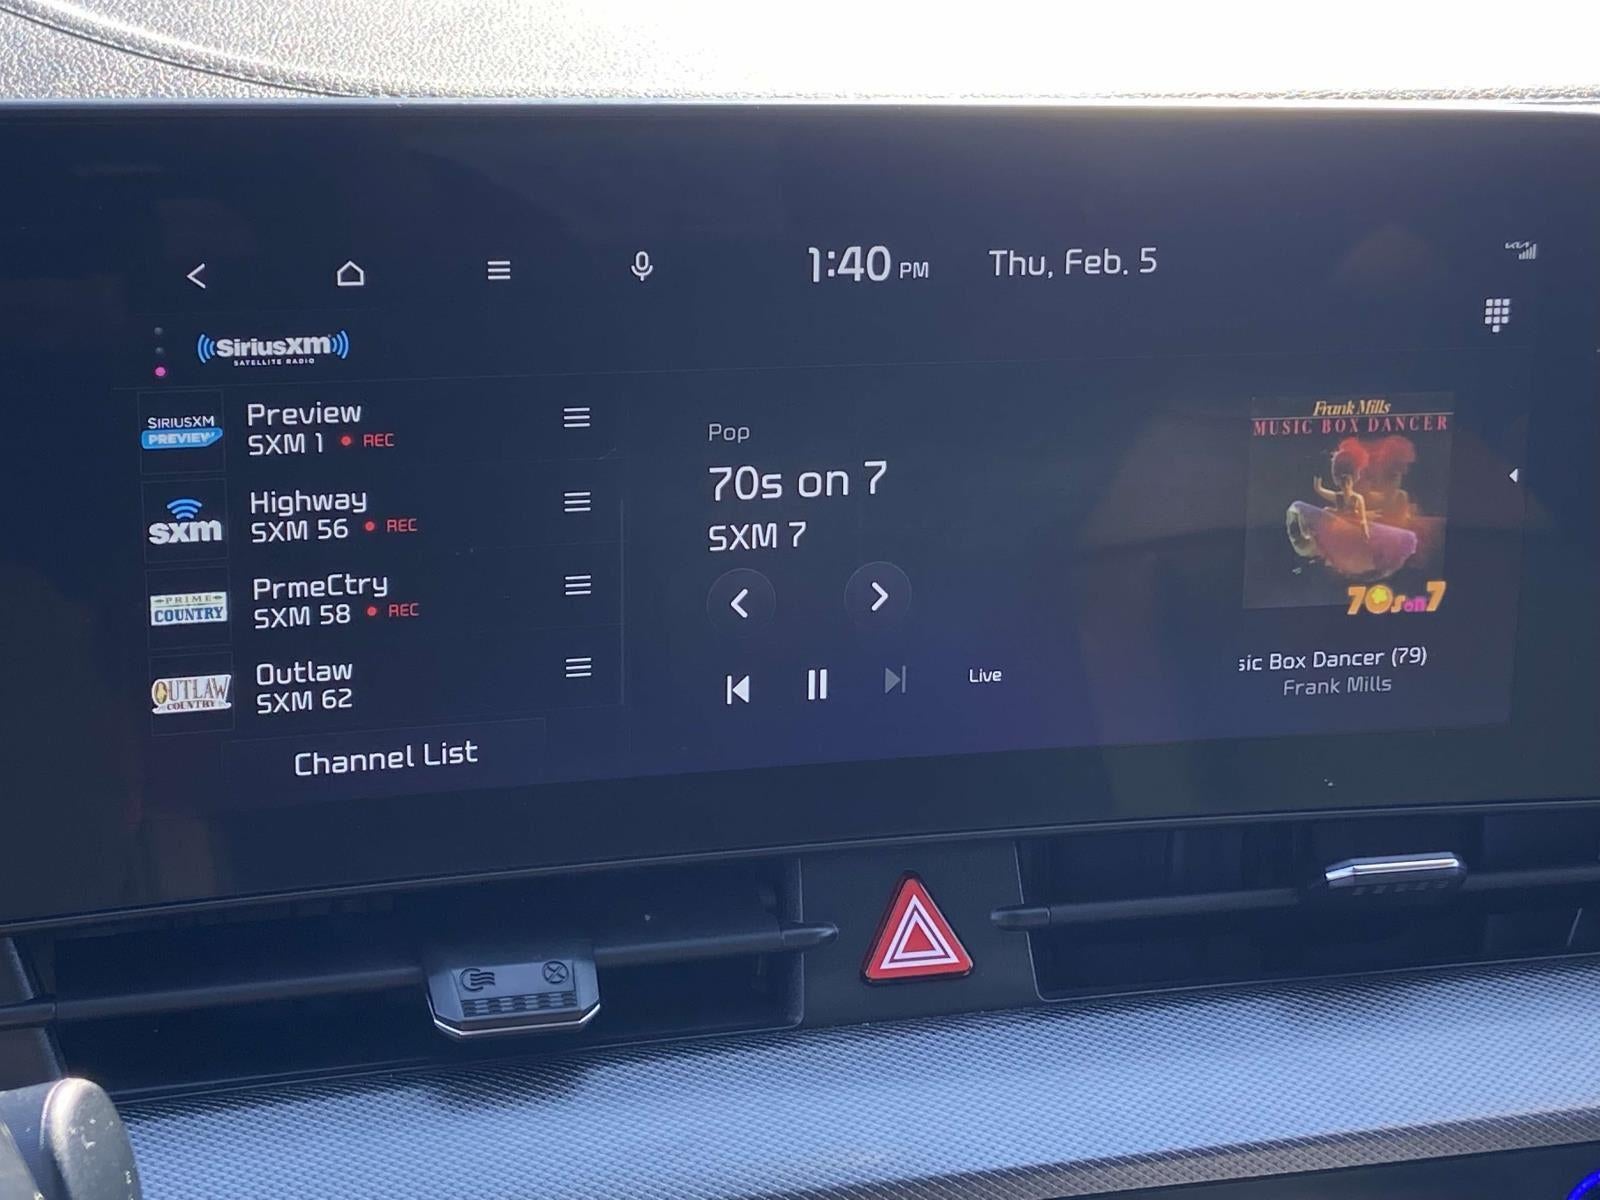 1:40 PM
Thu, Feb. 5
KIA
SiriusXM
SATELLITE RADIO
SIRIUSXM
PREVIEW
Preview
SXM 1 REC
sxm
Highway
SXM 56 REC
PRIME
COUNTRY
PrmeCtry
SXM 58 REC
OUTLAW
COUNTRY
Outlaw
SXM 62
Channel List
Pop
70s on 7
SXM 7
Live
Frank Mills
MUSIC BOX DANCER
70s on 7
sic Box Dancer (79)
Frank Mills